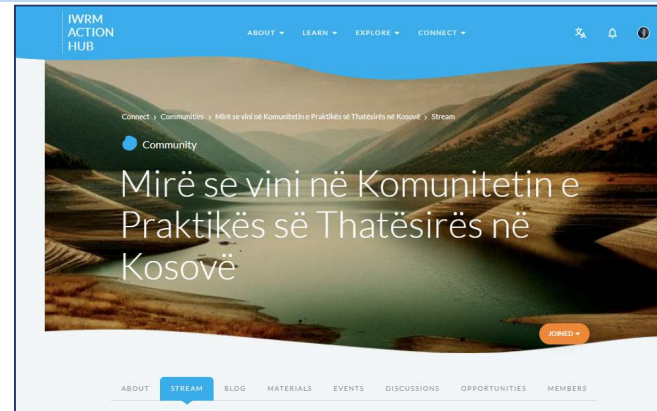 IWRM
ACTION
HUB
ABOUT LEARN EXPLORE CONNECT
Connect > Communities > Mirë se vini në Komunitetin e Praktikës së Thatësirës në Kosovë > Stream
Community
Mirë se vini në Komunitetin e
Praktikës së Thatësirës në
Kosovë
JOINED
ABOUT STREAM BLOG MATERIALS EVENTS DISCUSSIONS OPPORTUNITIES MEMBERS